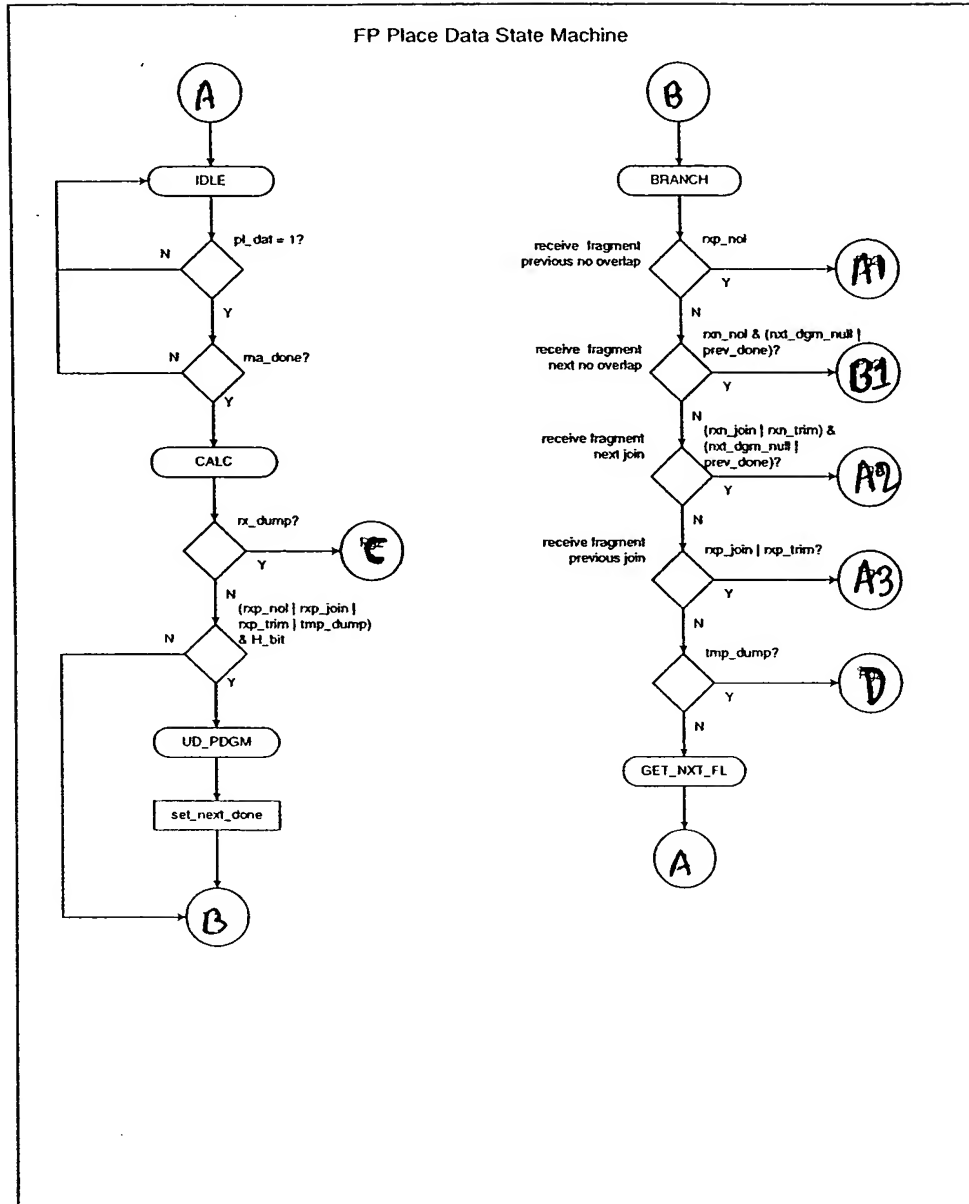 FP Place Data State Machine
A
IDLE
pl_dat = 1?
N
Y
N
rna_done?
Y
CALC
rx_dump?
Y
C
N
(rxp_nol | rxp_join |
rxp_trim | tmp_dump)
& H_bit
N
Y
UD_PDGM
set_next_done
B
B
BRANCH
receive fragment
previous no overlap
rxp_nol
Y
A1
N
receive fragment
next no overlap
rxn_nol & (nxt_dgm_null |
prev_done)?
Y
B1
N
receive fragment
next join
(rxn_join | rxn_trim) &
(nxt_dgm_null |
prev_done)?
Y
A2
N
receive fragment
previous join
rxp_join | rxp_trim?
Y
A3
N
tmp_dump?
Y
D
N
GET_NXT_FL
A